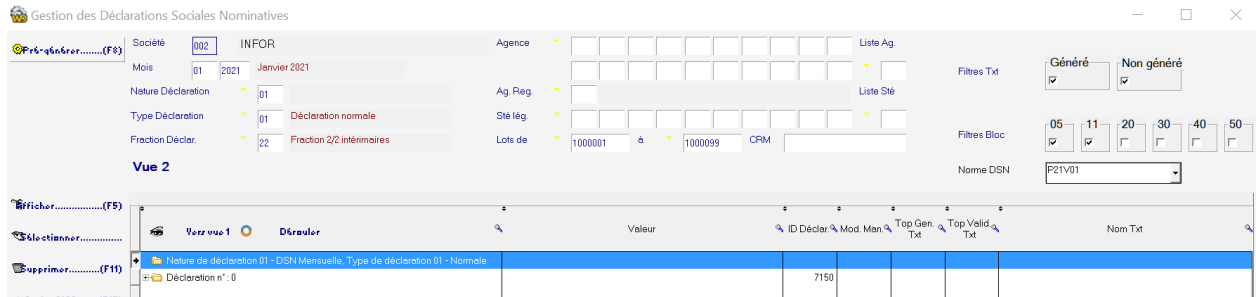 Gestion des Déclarations Sociales Nominatives
Pré-générer........(F8)
Société 002 INFOR Agence Liste Ag.
Mois 01 2021 Janvier 2021 Filtres Txt Généré Non généré
Nature Déclaration 01 Ag. Reg. Liste Sté
Type Déclaration 01 Déclaration normale Sté lég.
Fraction Déclar. 22 Fraction 2/2 intérimaires Lots de 1000001 à 1000099 CRM Filtres Bloc 05 11 20 30 40 50
Vue 2 Norme DSN P21V01
Afficher................(F5)
Vers vue 1 Dérouler Valeur ID Déclar. Mod. Man. Top Gen. Txt Top Valid. Txt Nom Txt
Sélectionner..............
Nature de déclaration 01 - DSN Mensuelle, Type de déclaration 01 - Normale
Supprimer..........(F11)
Déclaration n° : 0 7150